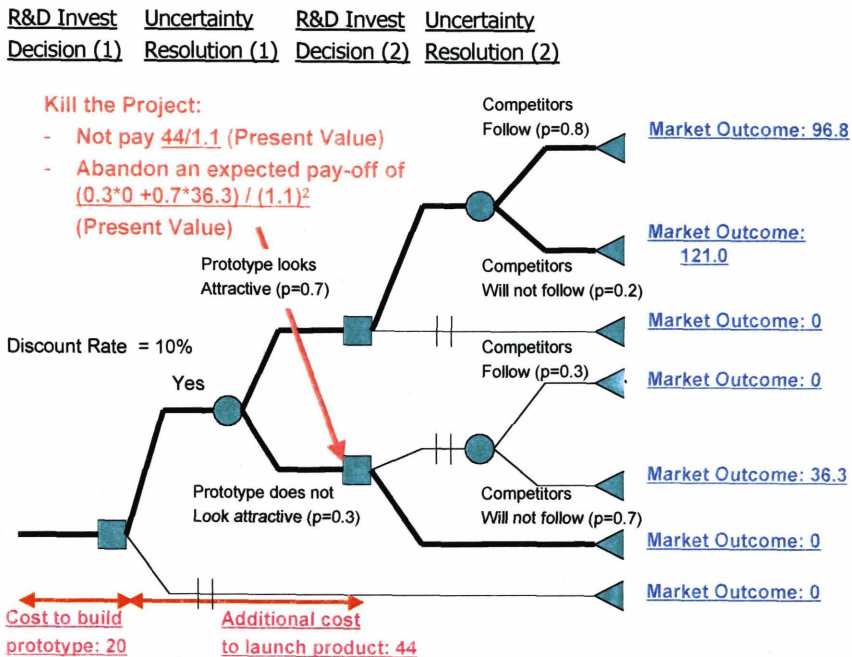 R&D Invest
Decision (1)
Uncertainty
Resolution (1)
R&D Invest
Decision (2)
Uncertainty
Resolution (2)
Kill the Project:
- Not pay 44/1.1 (Present Value)
- Abandon an expected pay-off of
(0.3*0 +0.7*36.3) / (1.1)²
(Present Value)
Competitors
Follow (p=0.8)
Market Outcome: 96.8
Market Outcome:
121.0
Prototype looks
Attractive (p=0.7)
Competitors
Will not follow (p=0.2)
Market Outcome: 0
Discount Rate = 10%
Competitors
Follow (p=0.3)
Yes
Market Outcome: 0
Market Outcome: 36.3
Prototype does not
Look attractive (p=0.3)
Competitors
Will not follow (p=0.7)
Market Outcome: 0
Market Outcome: 0
Cost to build
prototype: 20
Additional cost
to launch product: 44